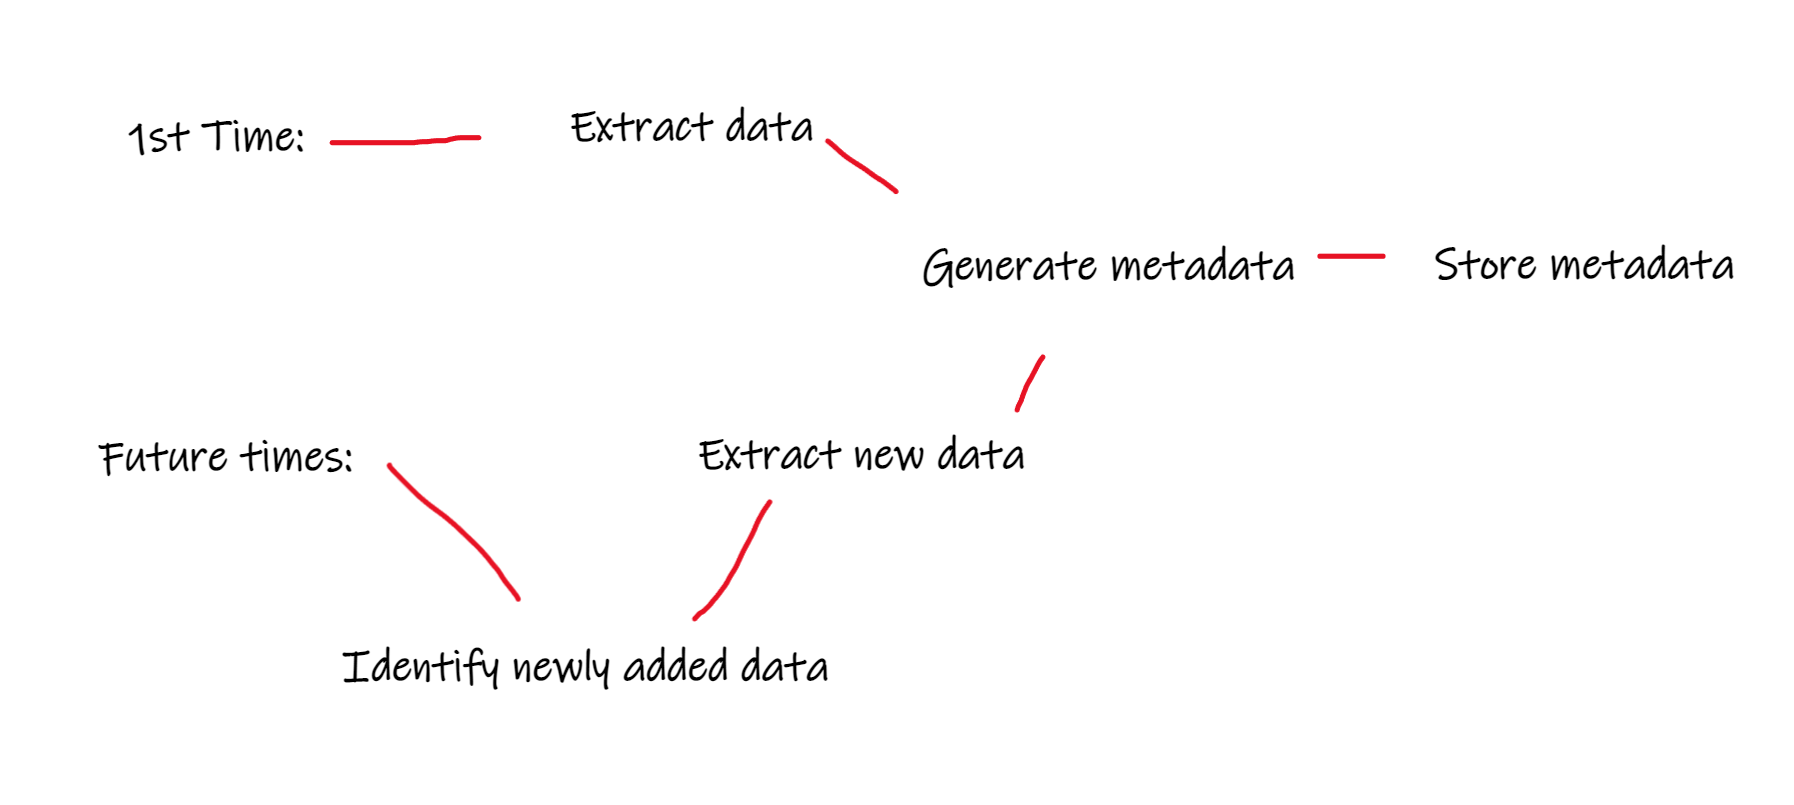 1st Time:
Extract data
Generate metadata
Store metadata
Future times:
Extract new data
Identify newly added data